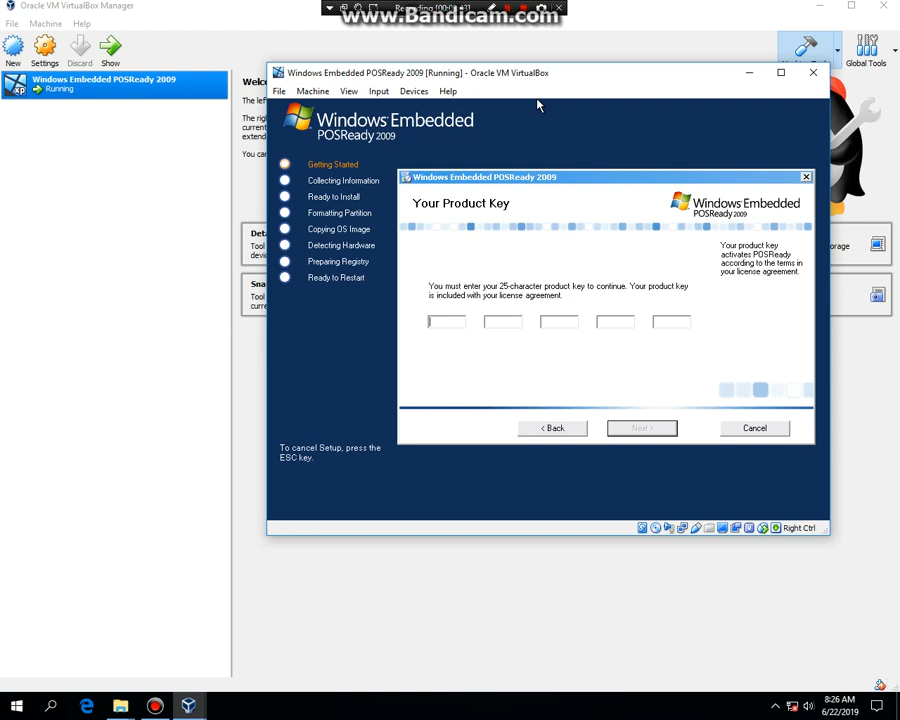 Oracle VM VirtualBox Manager
File Machine Help
New Settings Discard Show
Global Tools
Windows Embedded POSReady 2009
Running
Welc
The left
The righ
current
extend
You ca
Deta
Tool
devic
Sna
Tool
curre
orage
www.Bandicam.com
Windows Embedded POSReady 2009 [Running] - Oracle VM VirtualBox
File Machine View Input Devices Help
Windows Embedded
POSReady 2009
Getting Started
Collecting Information
Ready to Install
Formatting Partition
Copying OS Image
Detecting Hardware
Preparing Registry
Ready to Restart
To cancel Setup, press the
ESC key.
Windows Embedded POSReady 2009
Your Product Key
Windows Embedded
POSReady 2009
Your product key
activates POSReady
according to the terms in
your license agreement.
You must enter your 25-character product key to continue. Your product key
is included with your license agreement.
< Back Next > Cancel
Right Ctrl
8:26 AM
6/22/2019